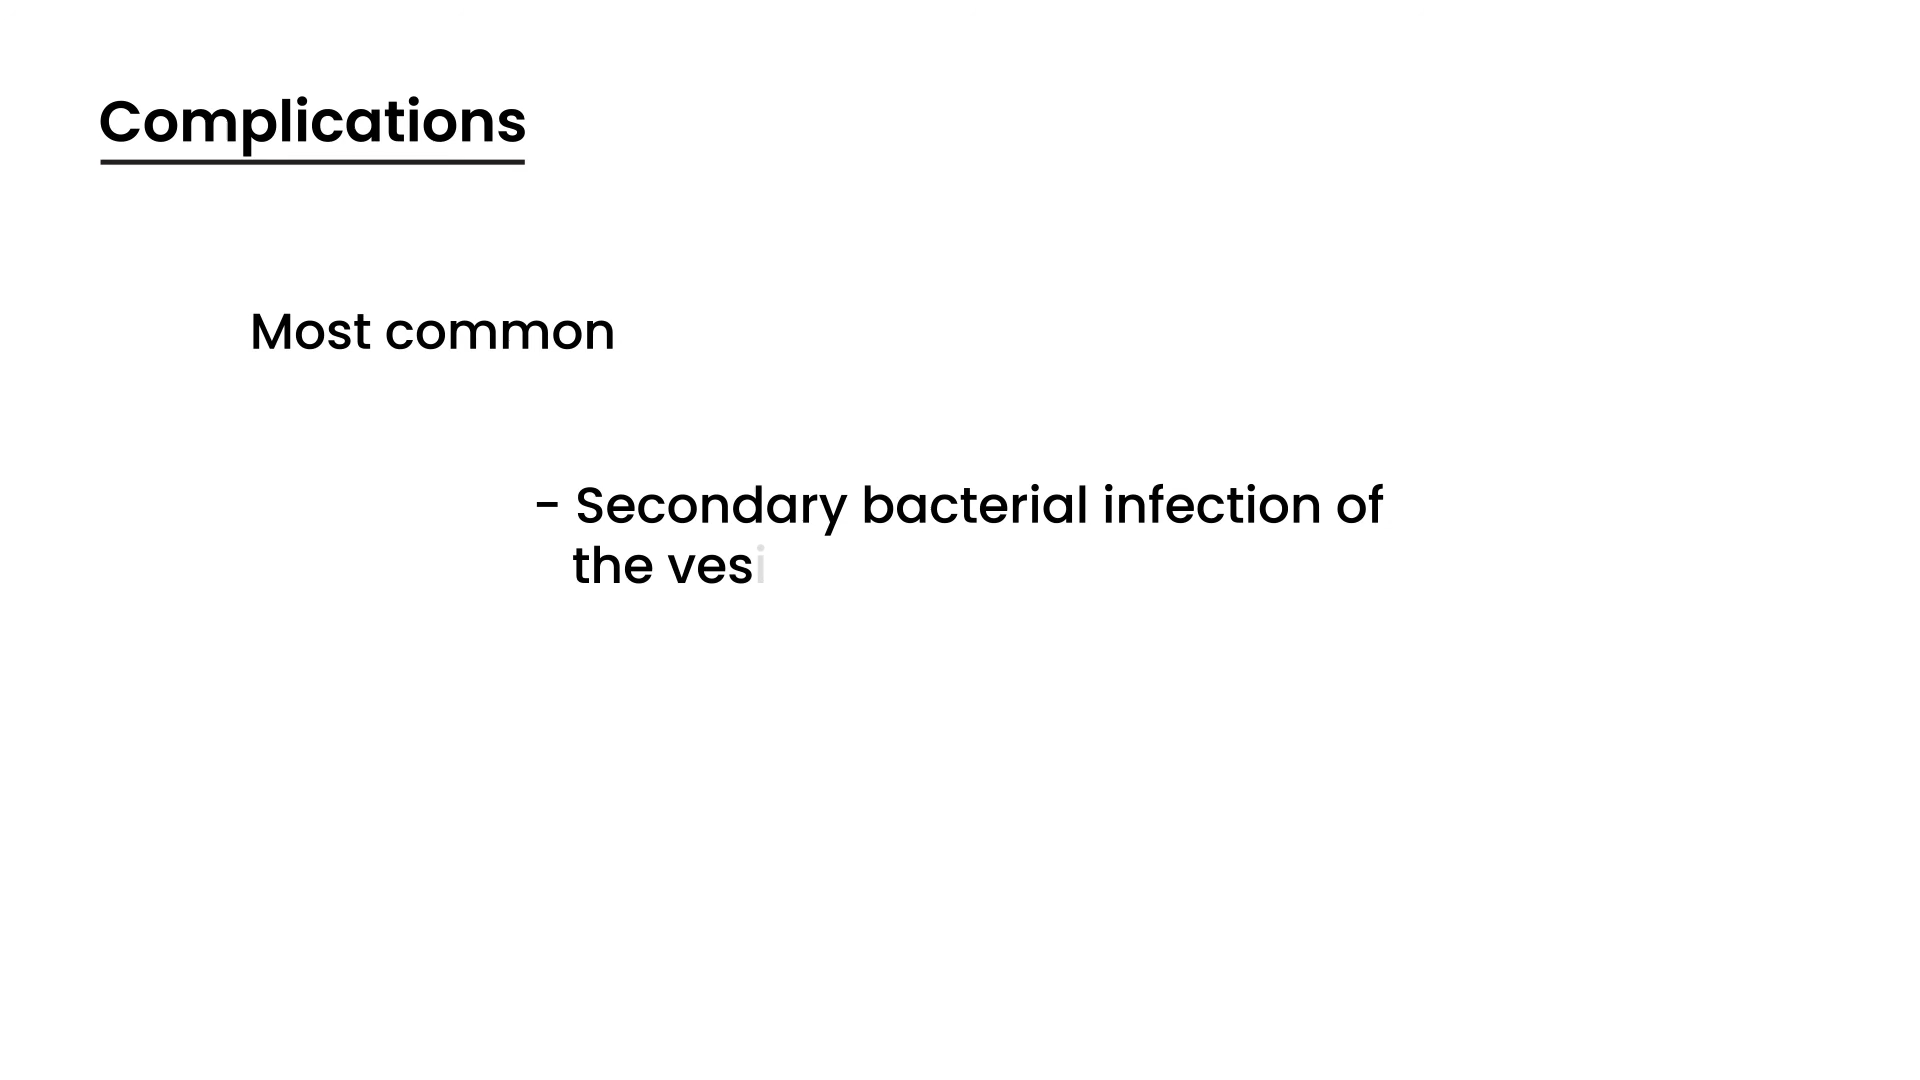 Complications
Most common
- Secondary bacterial infection of
the vesi